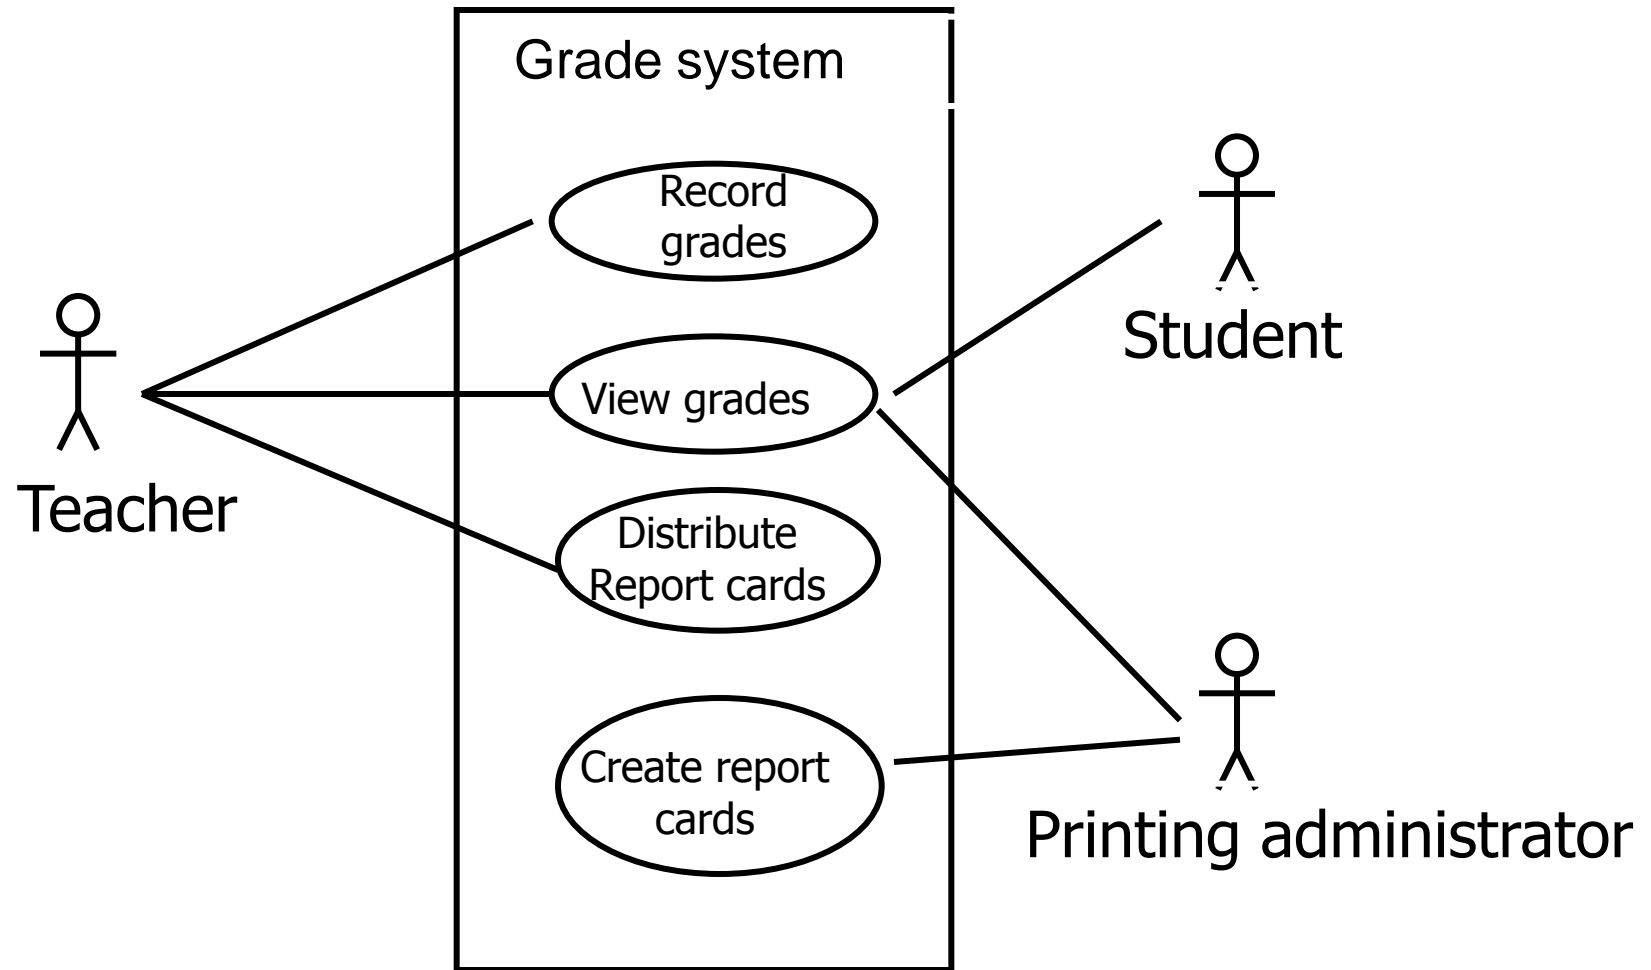 Grade system
Record
grades
View grades
Distribute
Report cards
Create report
cards
Teacher
Student
Printing administrator